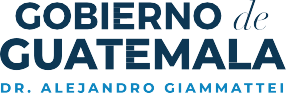 GOBIERNO de
GUATEMALA
DR. ALEJANDRO GIAMMATTEI